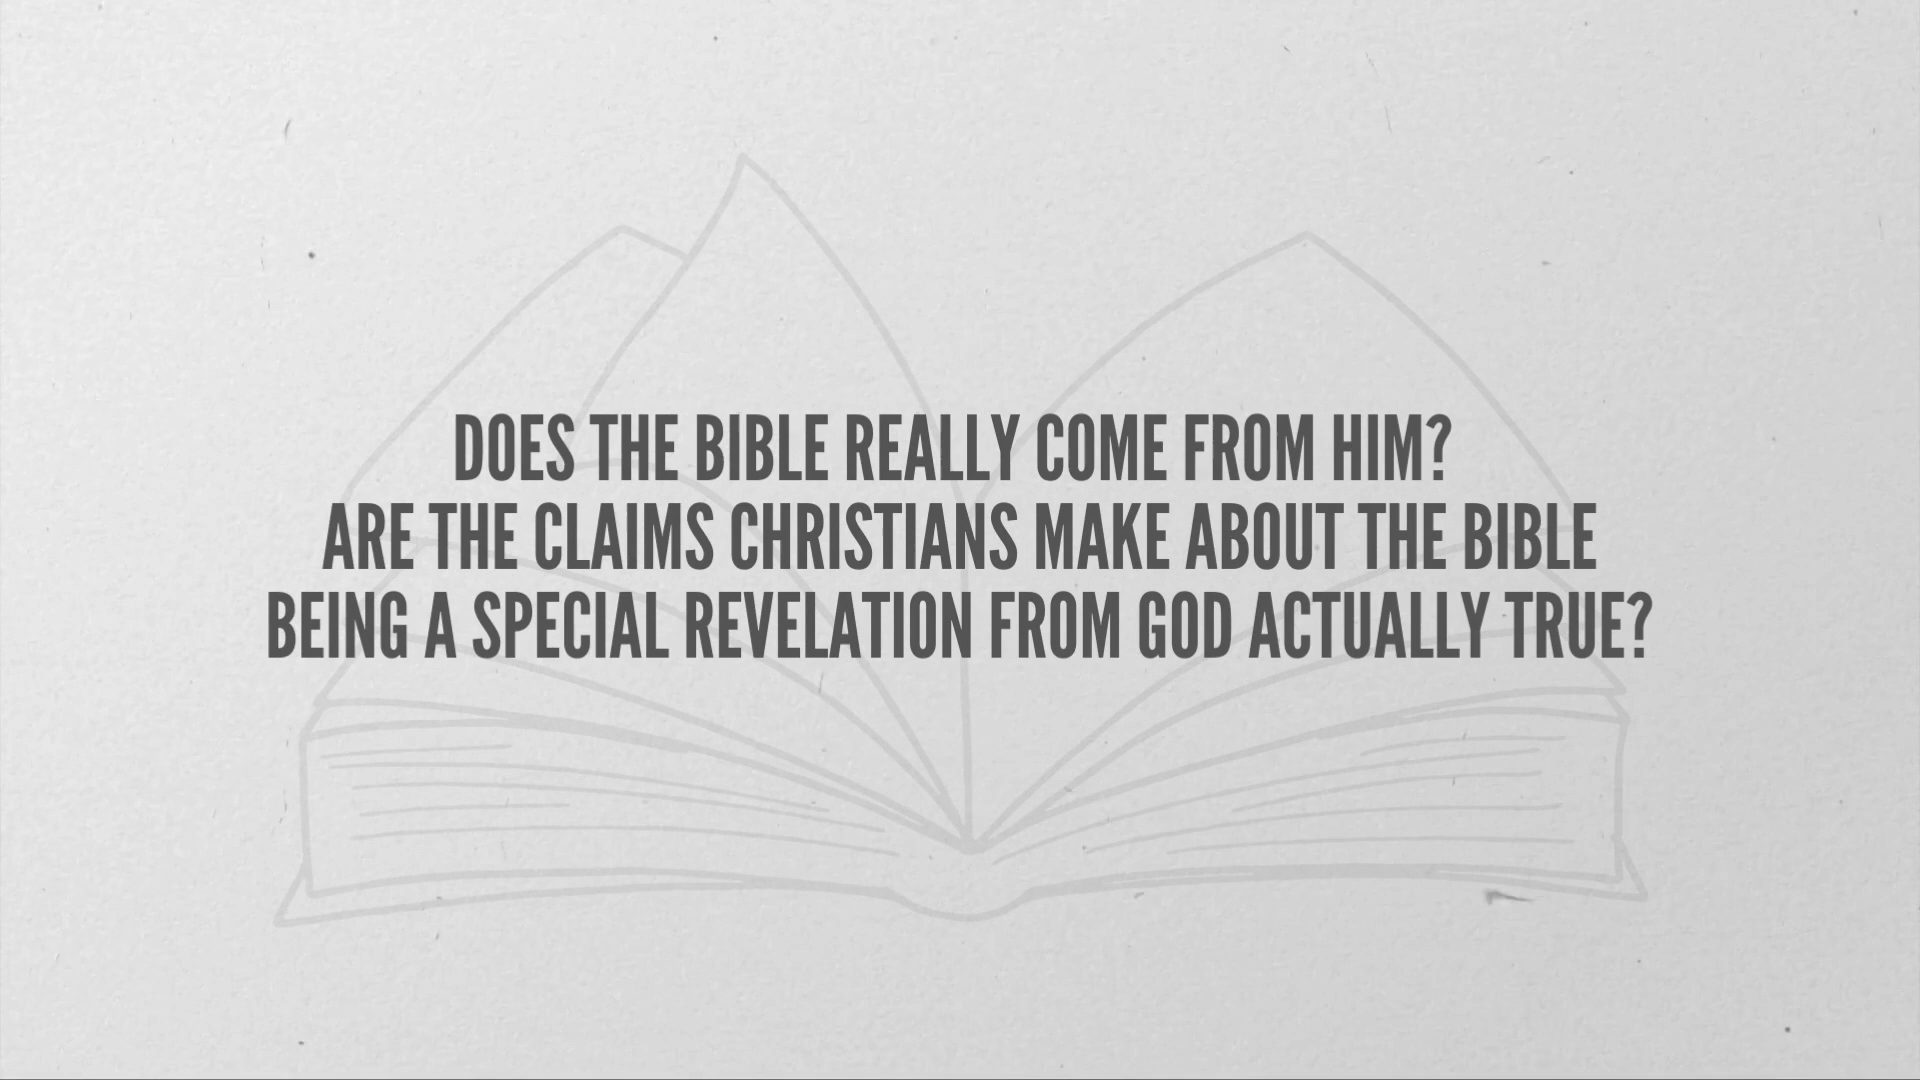 DOES THE BIBLE REALLY COME FROM HIM?
ARE THE CLAIMS CHRISTIANS MAKE ABOUT THE BIBLE
BEING A SPECIAL REVELATION FROM GOD ACTUALLY TRUE?